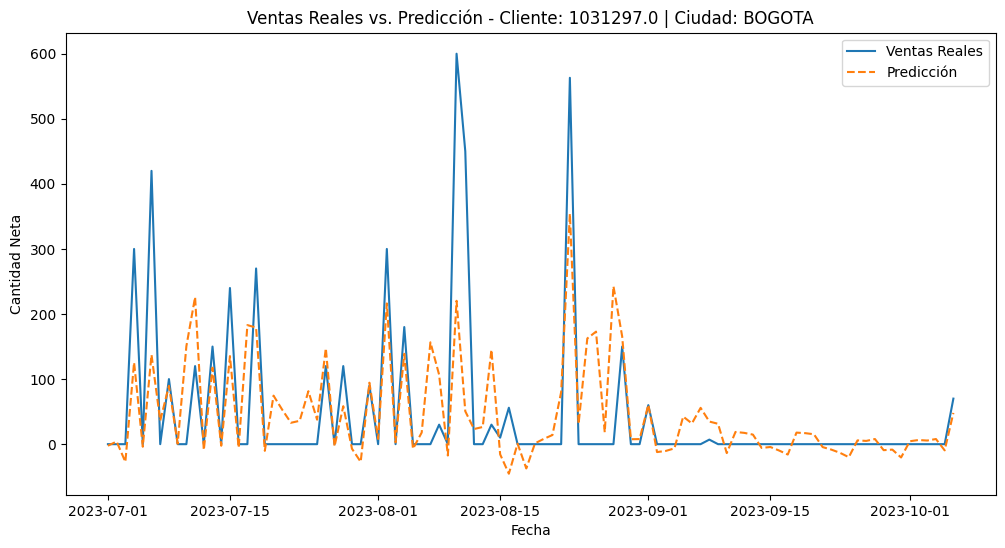 Ventas Reales vs. Predicción - Cliente: 1031297.0 | Ciudad: BOGOTA
Ventas Reales
Predicción
Cantidad Neta
600
500
400
300
200
100
0
2023-07-01
2023-07-15
2023-08-01
2023-08-15
2023-09-01
2023-09-15
2023-10-01
Fecha